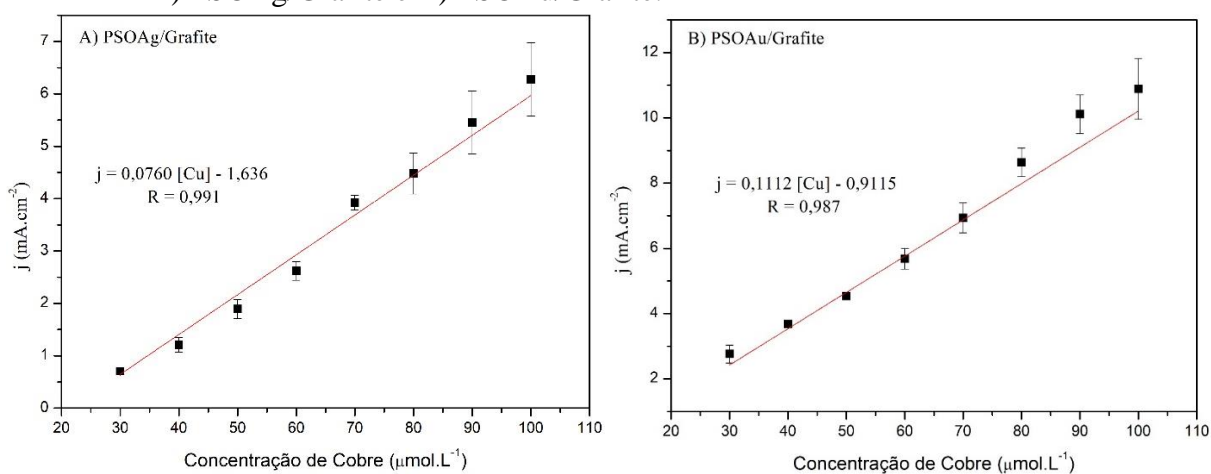 A) PSOAg/Grafite
7
6
5
4
3
2
1
0
j (mA.cm-2)
j = 0,0760 [Cu] - 1,636
R = 0,991
20 30 40 50 60 70 80 90 100 110
Concentração de Cobre (μmol.L-1)
B) PSOAu/Grafite
12
10
8
6
4
2
j (mA.cm-2)
j = 0,1112 [Cu] - 0,9115
R = 0,987
20 30 40 50 60 70 80 90 100 110
Concentração de Cobre (μmol.L-1)